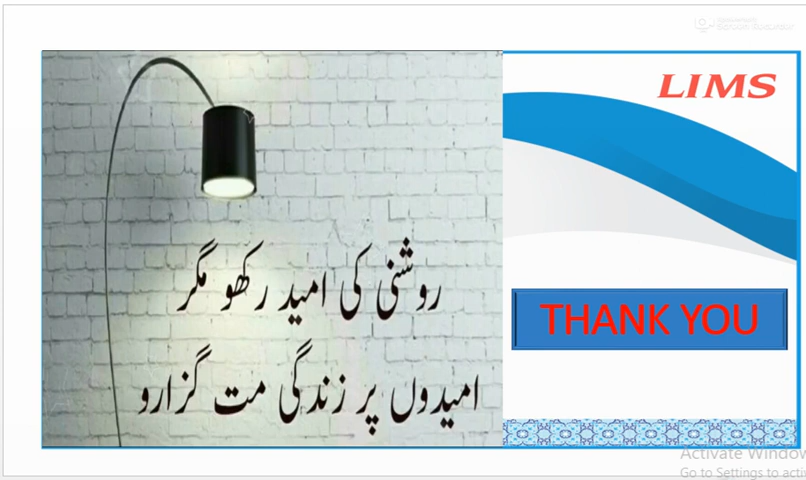 LIMS
روشنی کی امید رکھو مگر
امیدوں پر زندگی مت گزارو
THANK YOU
Activate Window
Go to Settings to acti